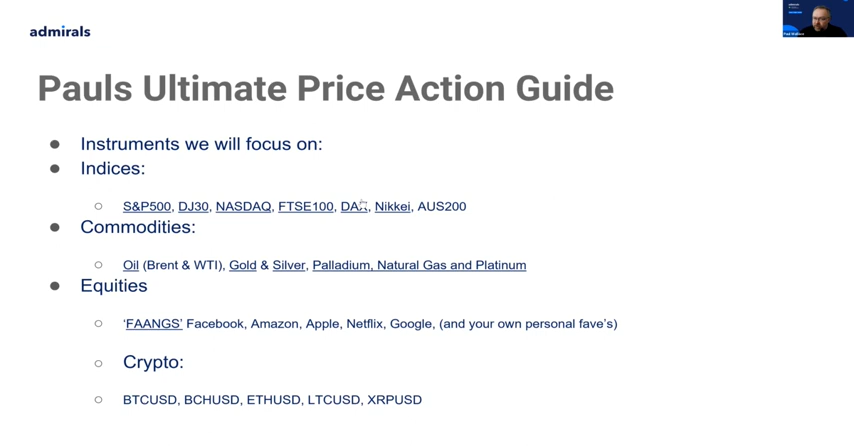 admirals
Pauls Ultimate Price Action Guide
Instruments we will focus on:
Indices:
S&P500, DJ30, NASDAQ, FTSE100, DAX, Nikkei, AUS200
Commodities:
Oil (Brent & WTI), Gold & Silver, Palladium, Natural Gas and Platinum
Equities
‘FAANGS’ Facebook, Amazon, Apple, Netflix, Google, (and your own personal fave’s)
Crypto:
BTCUSD, BCHUSD, ETHUSD, LTCUSD, XRPUSD